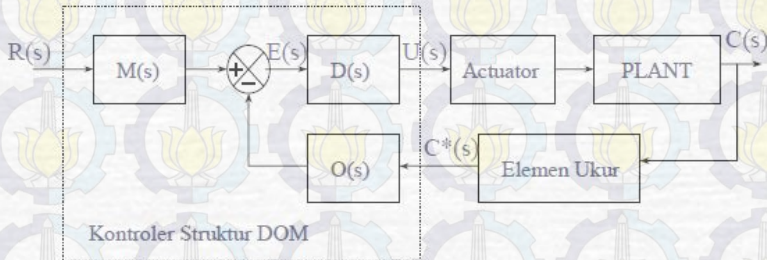 R(s)
M(s)
+
−
E(s)
D(s)
U(s)
Actuator
PLANT
C(s)
O(s)
C*(s)
Elemen Ukur
Kontroler Struktur DOM